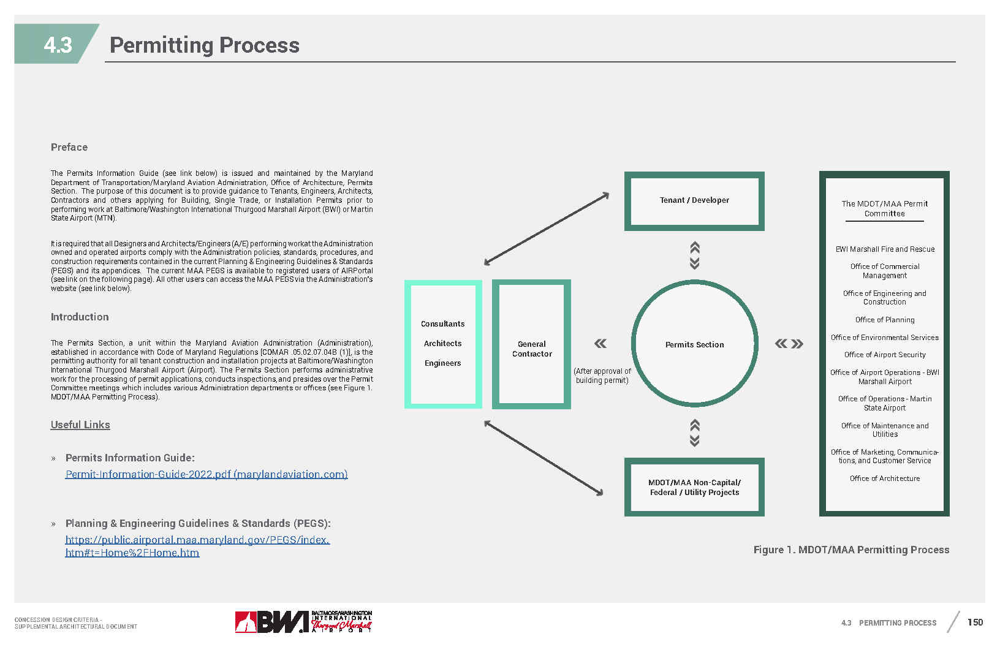 4.3 Permitting Process
Preface
The Permits Information Guide (see link below) is issued and maintained by the Maryland
Department of Transportation/Maryland Aviation Administration, Office of Architecture, Permits
Section. The purpose of this document is to provide guidance to Tenants, Engineers, Architects,
Contractors and others applying for Building, Single Trade, or Installation Permits prior to
performing work at Baltimore/Washington International Thurgood Marshall Airport (BWI) or Martin
State Airport (MTN).
It is required that all Designers and Architects/Engineers (A/E) performing workat the Administration
owned and operated airports comply with the Administration policies, standards, procedures, and
construction requirements contained in the current Planning & Engineering Guidelines & Standards
(PEGS) and its appendices. The current MAA PEGS is available to registered users of AIRPortal
(see link on the following page). All other users can access the MAA PEGS via the Administration's
website (see link below).
Introduction
The Permits Section, a unit within the Maryland Aviation Administration (Administration),
established in accordance with Code of Maryland Regulations [COMAR .05.02.07.04B (1)], is the
permitting authority for all tenant construction and installation projects at Baltimore/Washington
International Thurgood Marshall Airport (Airport). The Permits Section performs administrative
work for the processing of permit applications, conducts inspections, and presides over the Permit
Committee meetings which includes various Administration departments or offices (see Figure 1.
MDOT/MAA Permitting Process).
Useful Links
» Permits Information Guide:
Permit-Information-Guide-2022.pdf (marylandaviation.com)
» Planning & Engineering Guidelines & Standards (PEGS):
https://public.airportal.maa.maryland.gov/PEGS/index.
htm#t=Home%2FHome.htm
Consultants
Architects
Engineers
General
Contractor
(After approval of
building permit)
Tenant / Developer
Permits Section
MDOT/MAA Non-Capital/
Federal / Utility Projects
The MDOT/MAA Permit
Committee
BWI Marshall Fire and Rescue
Office of Commercial
Management
Office of Engineering and
Construction
Office of Planning
Office of Environmental Services
Office of Airport Security
Office of Airport Operations - BWI
Marshall Airport
Office of Operations - Martin
State Airport
Office of Maintenance and
Utilities
Office of Marketing, Communica-
tions, and Customer Service
Office of Architecture
Figure 1. MDOT/MAA Permitting Process
CONCESSION DESIGN CRITERIA -
SUPPLEMENTAL ARCHITECTURAL DOCUMENT
BWI
BALTIMORE/WASHINGTON
INTERNATIONAL
Thurgood Marshall
AIRPORT
4.3 PERMITTING PROCESS
150